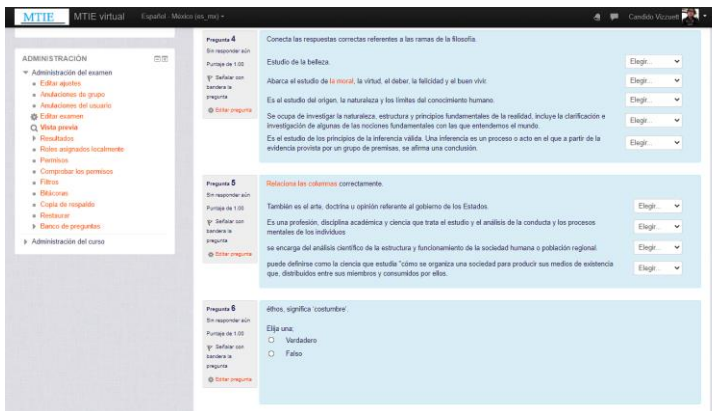 MTIE MTIE virtual Español - México (es_mx) Candido Vizzuett
ADMINISTRACIÓN
Administración del examen
Editar ajustes
Anulaciones de grupo
Anulaciones del usuario
Editar examen
Vista previa
Resultados
Roles asignados localmente
Permisos
Comprobar los permisos
Filtros
Bitácoras
Copia de respaldo
Restaurar
Banco de preguntas
Administración del curso
Pregunta 4
Sin responder aún
Puntaje de 1.00
Señalar con
bandera la
pregunta
Editar pregunta
Conecta las respuestas correctas referentes a las ramas de la filosofía.
Estudio de la belleza. Elegir...
Abarca el estudio de la moral, la virtud, el deber, la felicidad y el buen vivir. Elegir...
Es el estudio del origen, la naturaleza y los límites del conocimiento humano. Elegir...
Se ocupa de investigar la naturaleza, estructura y principios fundamentales de la realidad, incluye la clarificación e
investigación de algunas de las nociones fundamentales con las que entendemos el mundo. Elegir...
Es el estudio de los principios de la inferencia válida. Una inferencia es un proceso o acto en el que a partir de la
evidencia provista por un grupo de premisas, se afirma una conclusión. Elegir...
Pregunta 5
Sin responder aún
Puntaje de 1.00
Señalar con
bandera la
pregunta
Editar pregunta
Relaciona las columnas correctamente.
También es el arte, doctrina u opinión referente al gobierno de los Estados. Elegir...
Es una profesión, disciplina académica y ciencia que trata el estudio y el análisis de la conducta y los procesos
mentales de los individuos Elegir...
se encarga del análisis científico de la estructura y funcionamiento de la sociedad humana o población regional. Elegir...
puede definirse como la ciencia que estudia "cómo se organiza una sociedad para producir sus medios de existencia
que, distribuidos entre sus miembros y consumidos por ellos. Elegir...
Pregunta 6
Sin responder aún
Puntaje de 1.00
Señalar con
bandera la
pregunta
Editar pregunta
éthos, significa 'costumbre'.
Elija una;
Verdadero
Falso